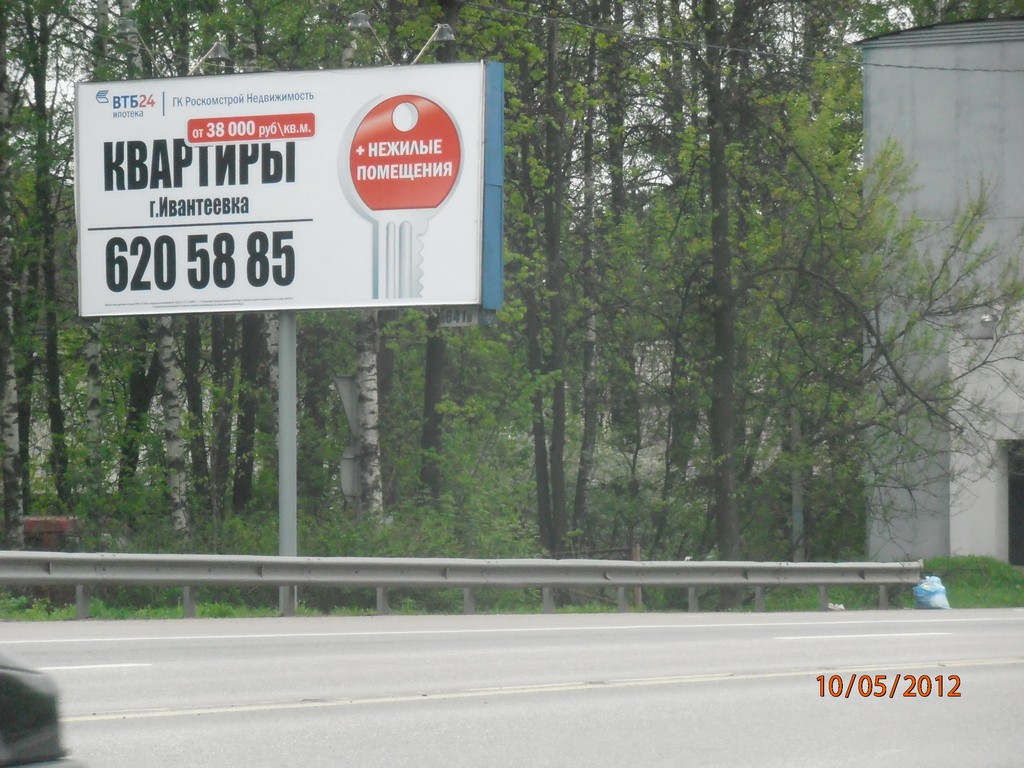 ВТБ24
ипотека
ГК Роскомстрой Недвижимость
от 38 000 руб\кв.м.
КВАРТИРЫ
г.Ивантеевка
620 58 85
+ НЕЖИЛЫЕ
ПОМЕЩЕНИЯ
10/05/2012